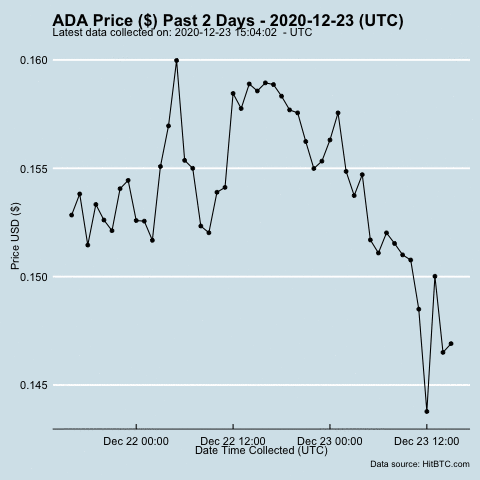 ADA Price ($) Past 2 Days - 2020-12-23 (UTC)
Latest data collected on: 2020-12-23 15:04:02 - UTC
0.160
0.155
0.150
0.145
Price USD ($)
Dec 22 00:00 Dec 22 12:00 Dec 23 00:00 Dec 23 12:00
Date Time Collected (UTC)
Data source: HitBTC.com